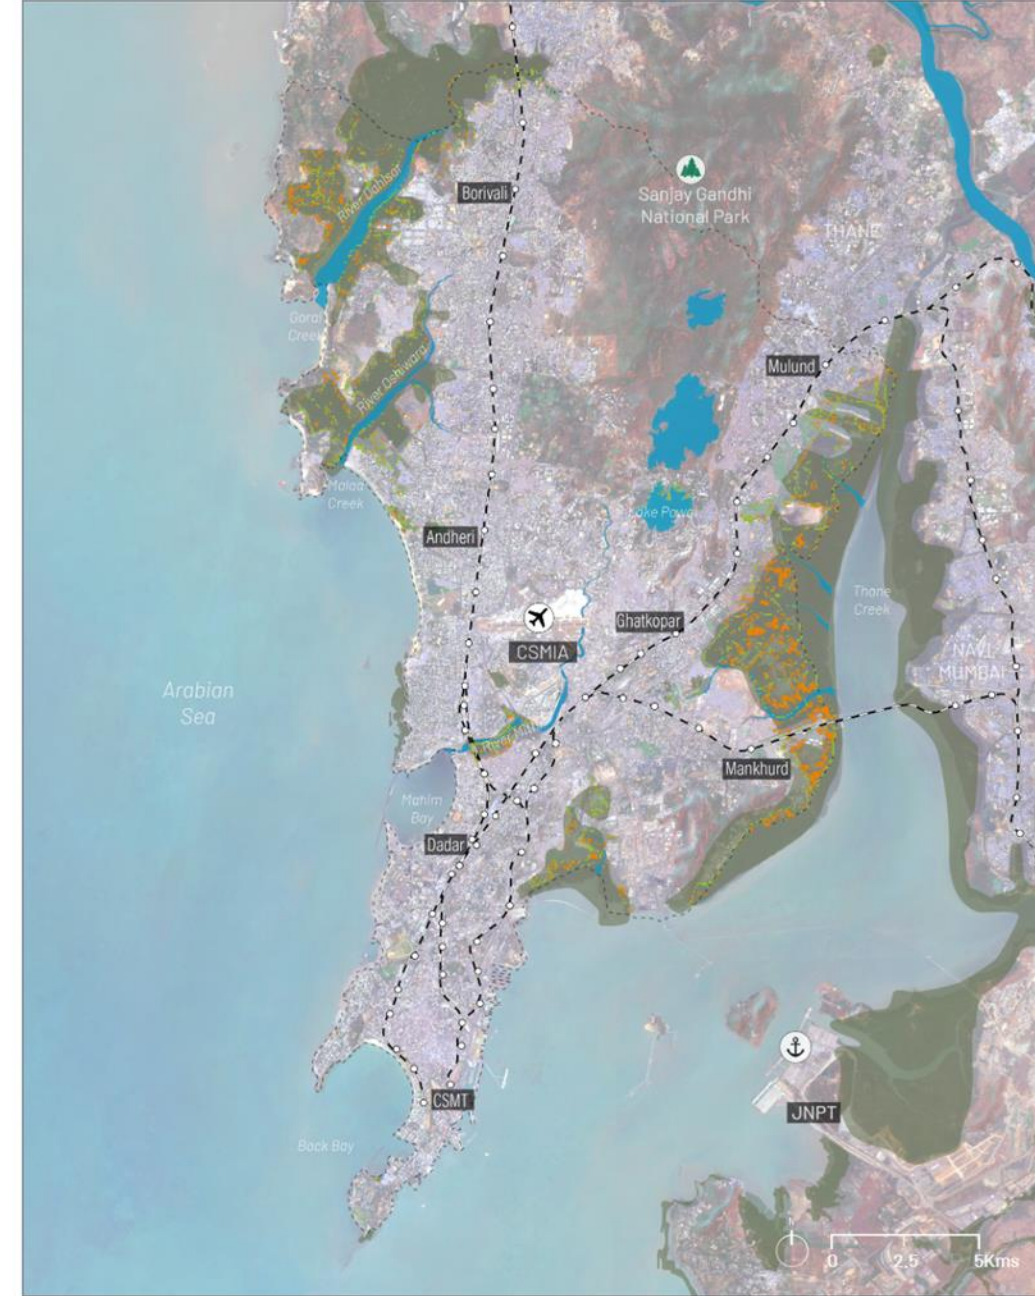 Borivali
River Dahisar
Sanjay Gandhi
National Park
THANE
Gorai
Creek
River Oshiwara
Mulund
Malad
Creek
Lake Powai
Andheri
Thane
Creek
Ghatkopar
CSMIA
NAVI
MUMBAI
Arabian
Sea
River
Mankhurd
Mahim
Bay
Dadar
CSMT
JNPT
Back Bay
0 2.5 5Kms